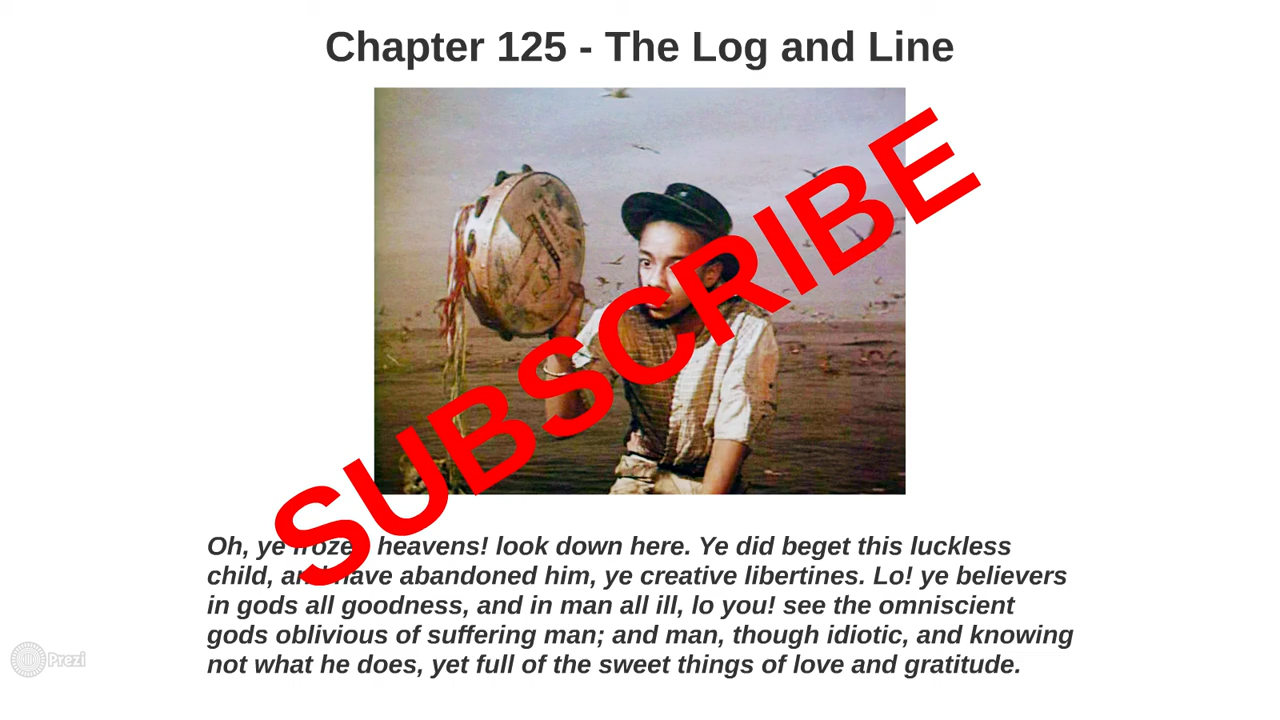 Chapter 125 - The Log and Line
SUBSCRIBE
Oh, ye frozen heavens! look down here. Ye did beget this luckless
child, and have abandoned him, ye creative libertines. Lo! ye believers
in gods all goodness, and in man all ill, lo you! see the omniscient
gods oblivious of suffering man; and man, though idiotic, and knowing
not what he does, yet full of the sweet things of love and gratitude.
Prezi